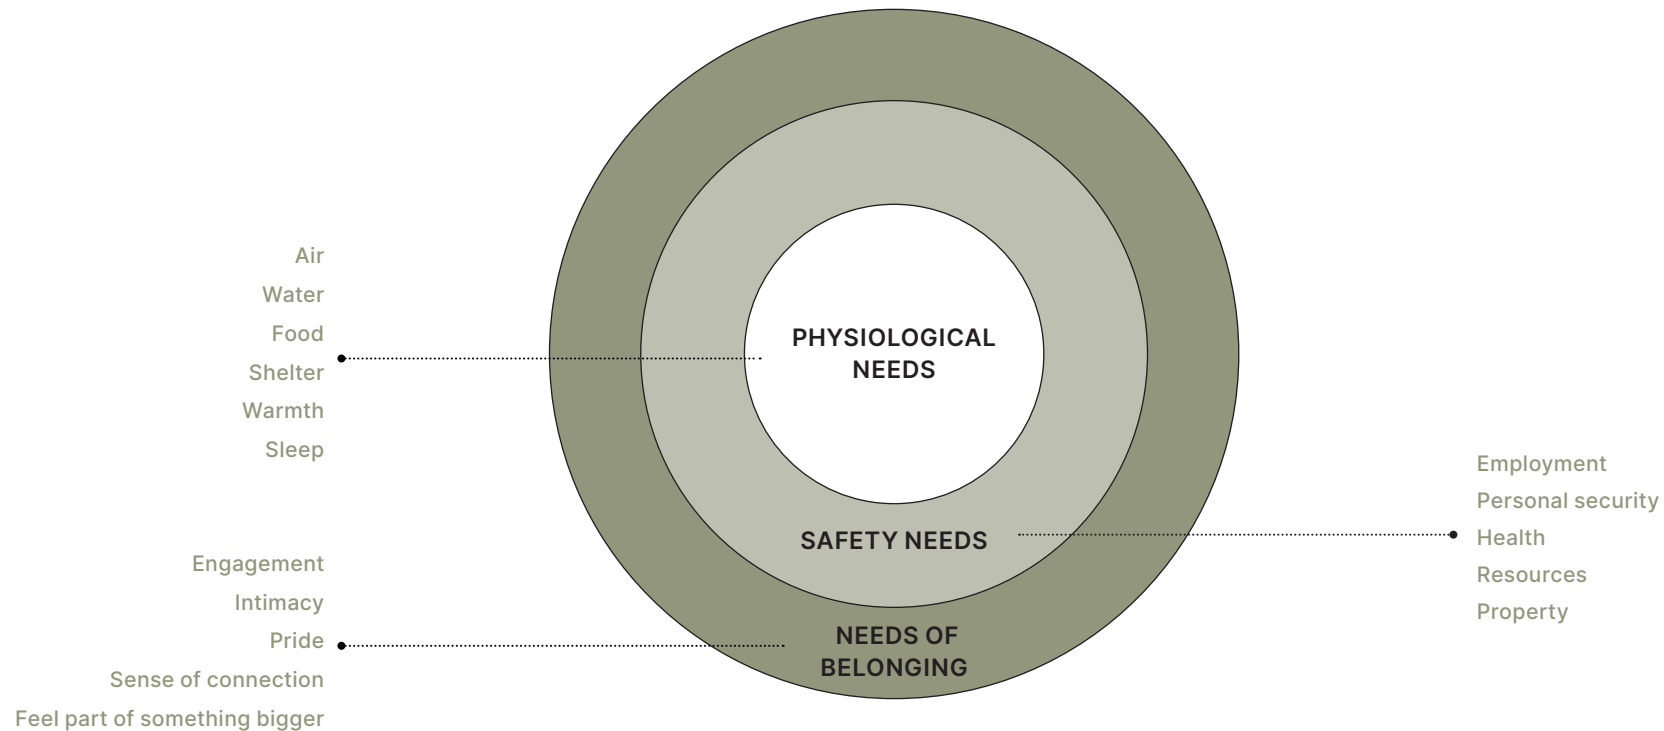 Air
Water
Food
Shelter
Warmth
Sleep
PHYSIOLOGICAL
NEEDS
SAFETY NEEDS
Employment
Personal security
Health
Resources
Property
Engagement
Intimacy
Pride
Sense of connection
Feel part of something bigger
NEEDS OF
BELONGING